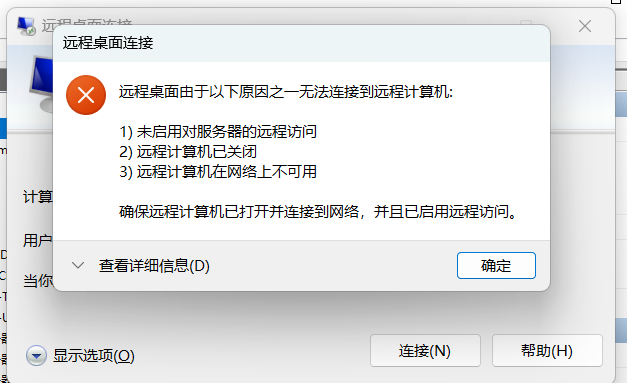 远程桌面连接
远程桌面连接
远程桌面由于以下原因之一无法连接到远程计算机:
1) 未启用对服务器的远程访问
2) 远程计算机已关闭
3) 远程计算机在网络上不可用
确保远程计算机已打开并连接到网络，并且已启用远程访问。
计算
用户
当你
查看详细信息(D)
确定
显示选项(O)
连接(N)
帮助(H)